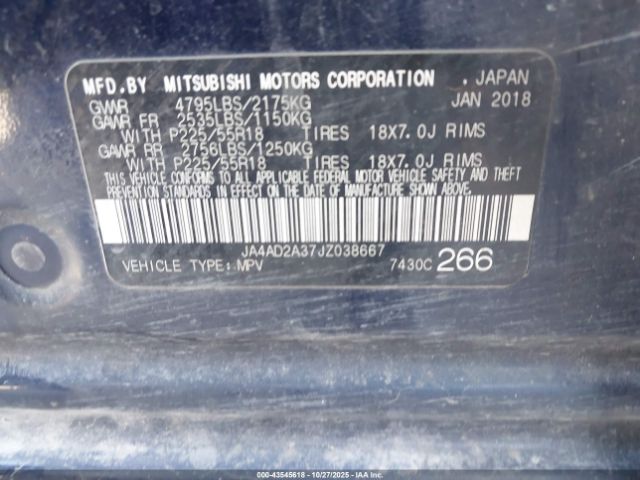 MFD.BY MITSUBISHI MOTORS CORPORATION . JAPAN
GVWR 4795LBS/2175KG JAN 2018
GAWR FR 2535LBS/1150KG
WITH P225/55R18 TIRES 18X7.0J RIMS
GAWR RR 2756LBS/1250KG
WITH P225/55R18 TIRES 18X7.0J RIMS
THIS VEHICLE CONFORMS TO ALL APPLICABLE FEDERAL MOTOR VEHICLE SAFETY AND THEFT
PREVENTION STANDARDS IN EFFECT ON THE DATE OF MANUFACTURE SHOWN ABOVE.
JA4AD2A37JZ038667
VEHICLE TYPE: MPV 7430C 266
© IAA - 43545618 | 10/27/2025 - IAAI.COM